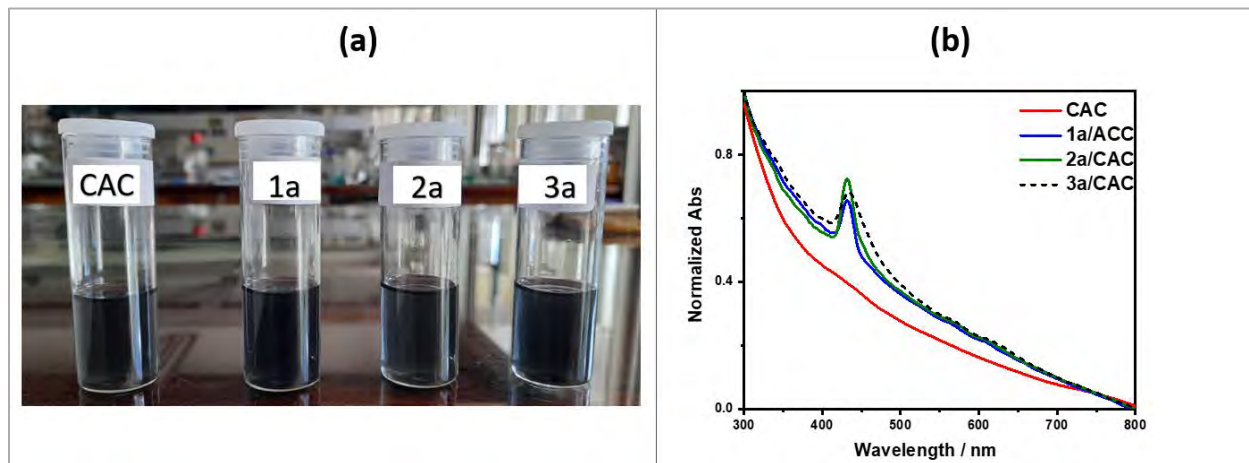 (a)
CAC
1a
2a
3a
(b)
CAC
1a/ACC
2a/CAC
3a/CAC
Normalized Abs
0.8
0.4
0.0
300 400 500 600 700 800
Wavelength / nm